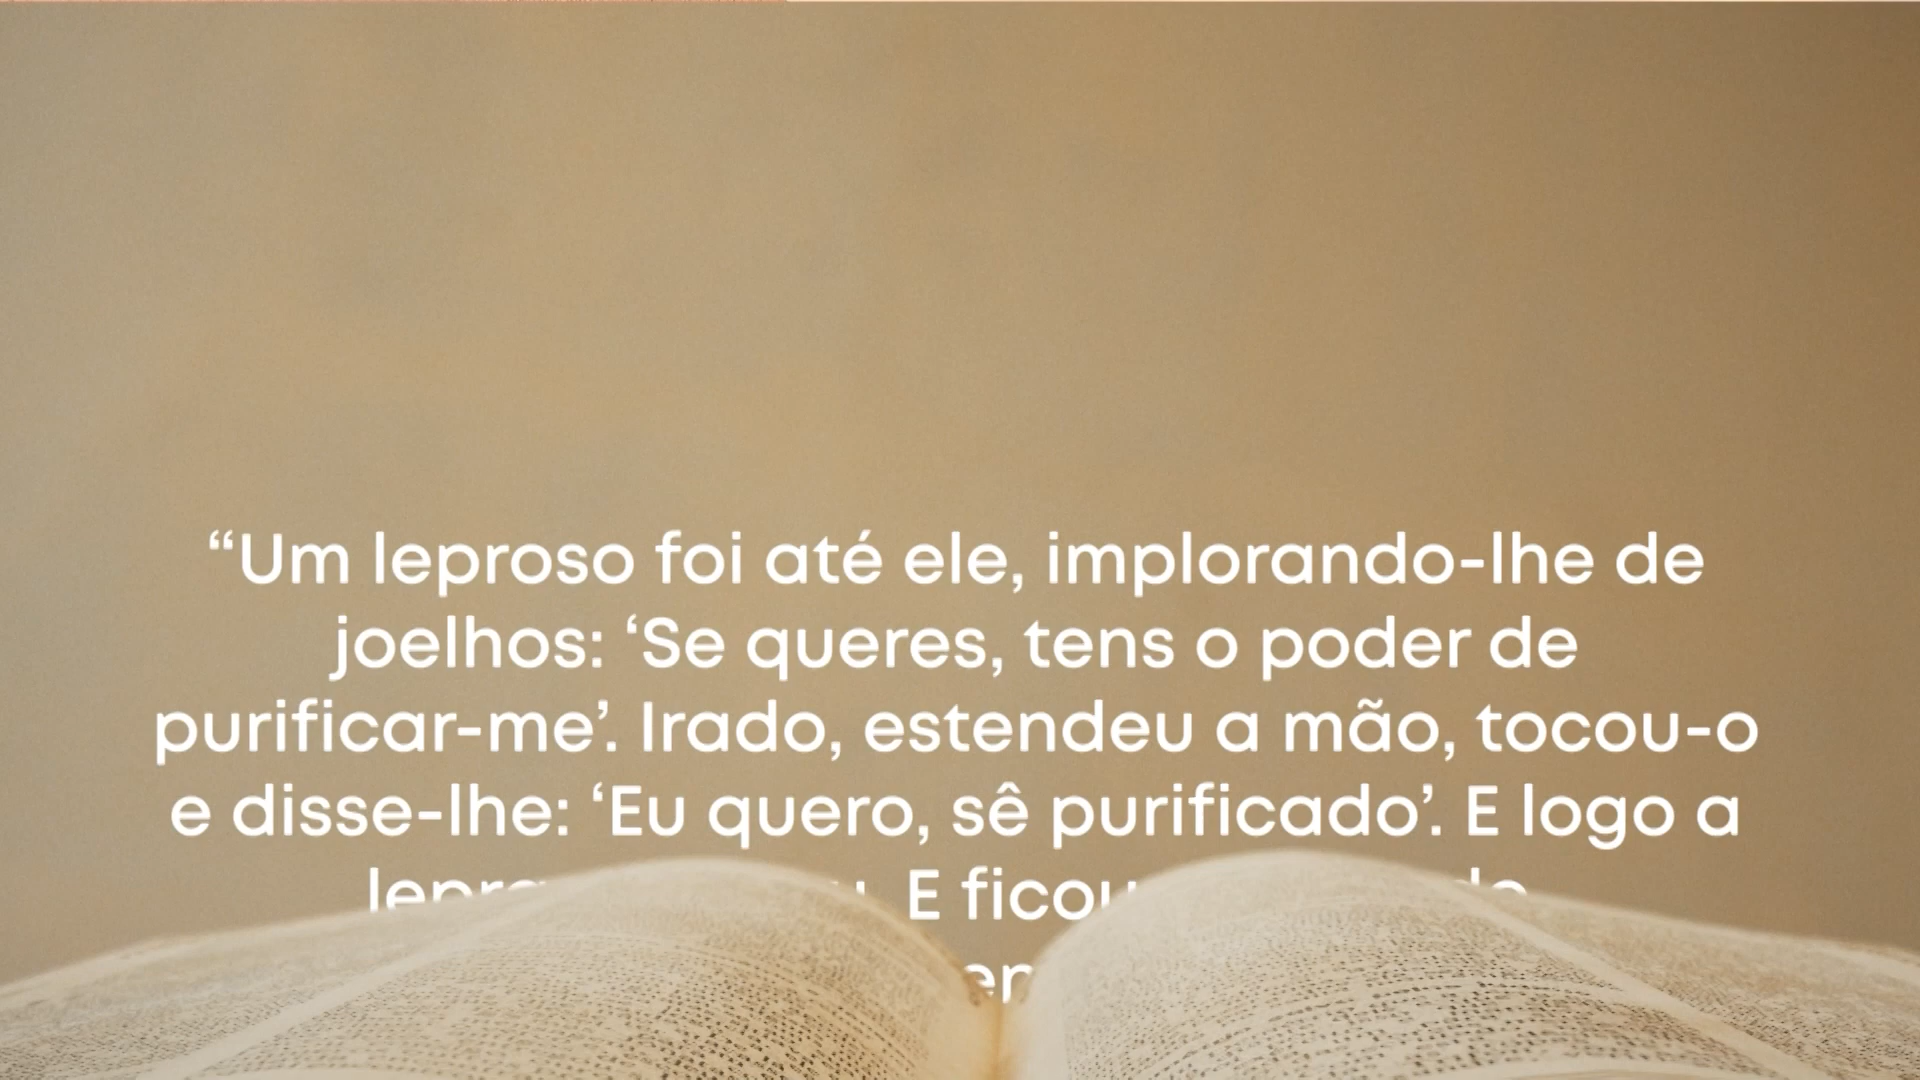 “Um leproso foi até ele, implorando-lhe de
joelhos: ‘Se queres, tens o poder de
purificar-me’. Irado, estendeu a mão, tocou-o
e disse-lhe: ‘Eu quero, sê purificado’. E logo a
E ficou